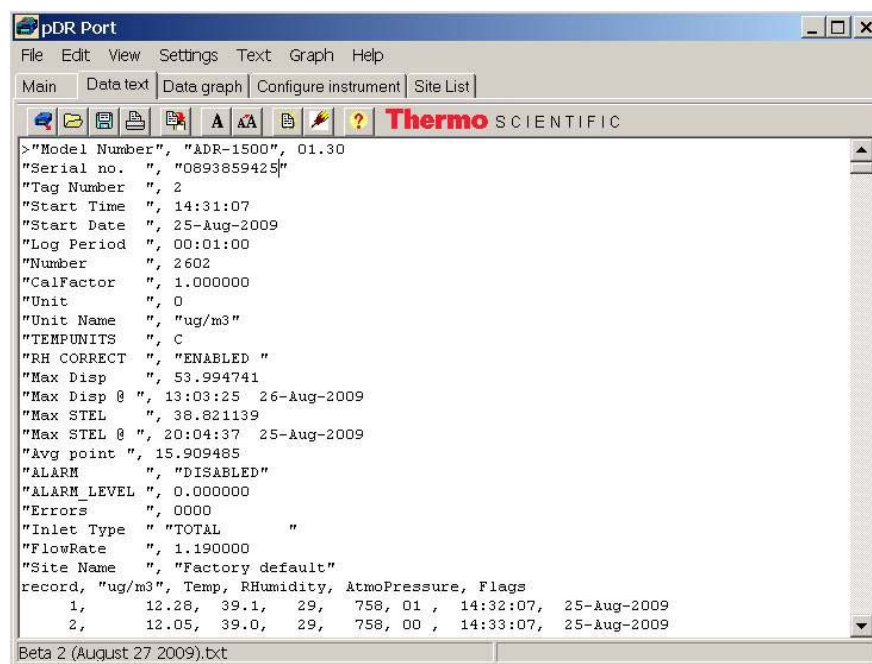 pDR Port
File Edit View Settings Text Graph Help
Main Data text Data graph Configure instrument Site List
A AA ? Thermo SCIENTIFIC
>"Model Number", "ADR-1500", 01.30
"Serial no.  ", "0893859425"
"Tag Number  ", 2
"Start Time  ", 14:31:07
"Start Date  ", 25-Aug-2009
"Log Period  ", 00:01:00
"Number      ", 2602
"CalFactor   ", 1.000000
"Unit        ", 0
"Unit Name   ", "ug/m3"
"TEMPUNITS   ", C
"RH CORRECT  ", "ENABLED "
"Max Disp    ", 53.994741
"Max Disp @ ", 13:03:25  26-Aug-2009
"Max STEL    ", 38.821139
"Max STEL @ ", 20:04:37  25-Aug-2009
"Avg point ", 15.909485
"ALARM       ", "DISABLED"
"ALARM_LEVEL ", 0.000000
"Errors      ", 0000
"Inlet Type  " "TOTAL       "
"FlowRate    ", 1.190000
"Site Name   ", "Factory default"
record, "ug/m3", Temp, RHumidity, AtmoPressure, Flags
1,      12.28,  39.1,   29,   758, 01 ,  14:32:07,  25-Aug-2009
2,      12.05,  39.0,   29,   758, 00 ,  14:33:07,  25-Aug-2009
Beta 2 (August 27 2009).txt